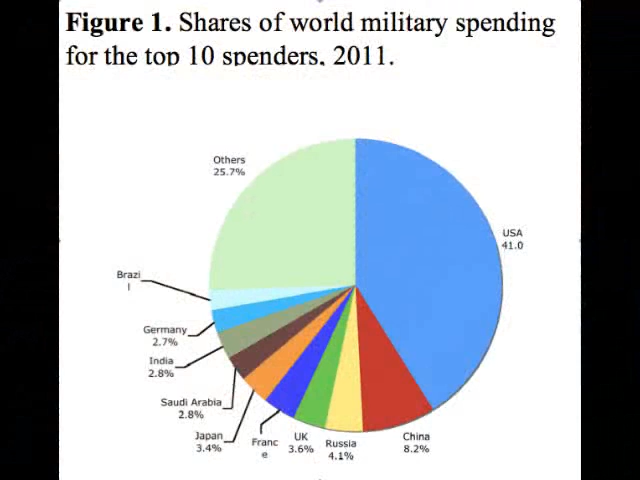 Figure 1. Shares of world military spending
for the top 10 spenders, 2011.
Others
25.7%
USA
41.0
Brazi
l
Germany
2.7%
India
2.8%
Saudi Arabia
2.8%
Japan
3.4%
Franc
e
UK
3.6%
Russia
4.1%
China
8.2%